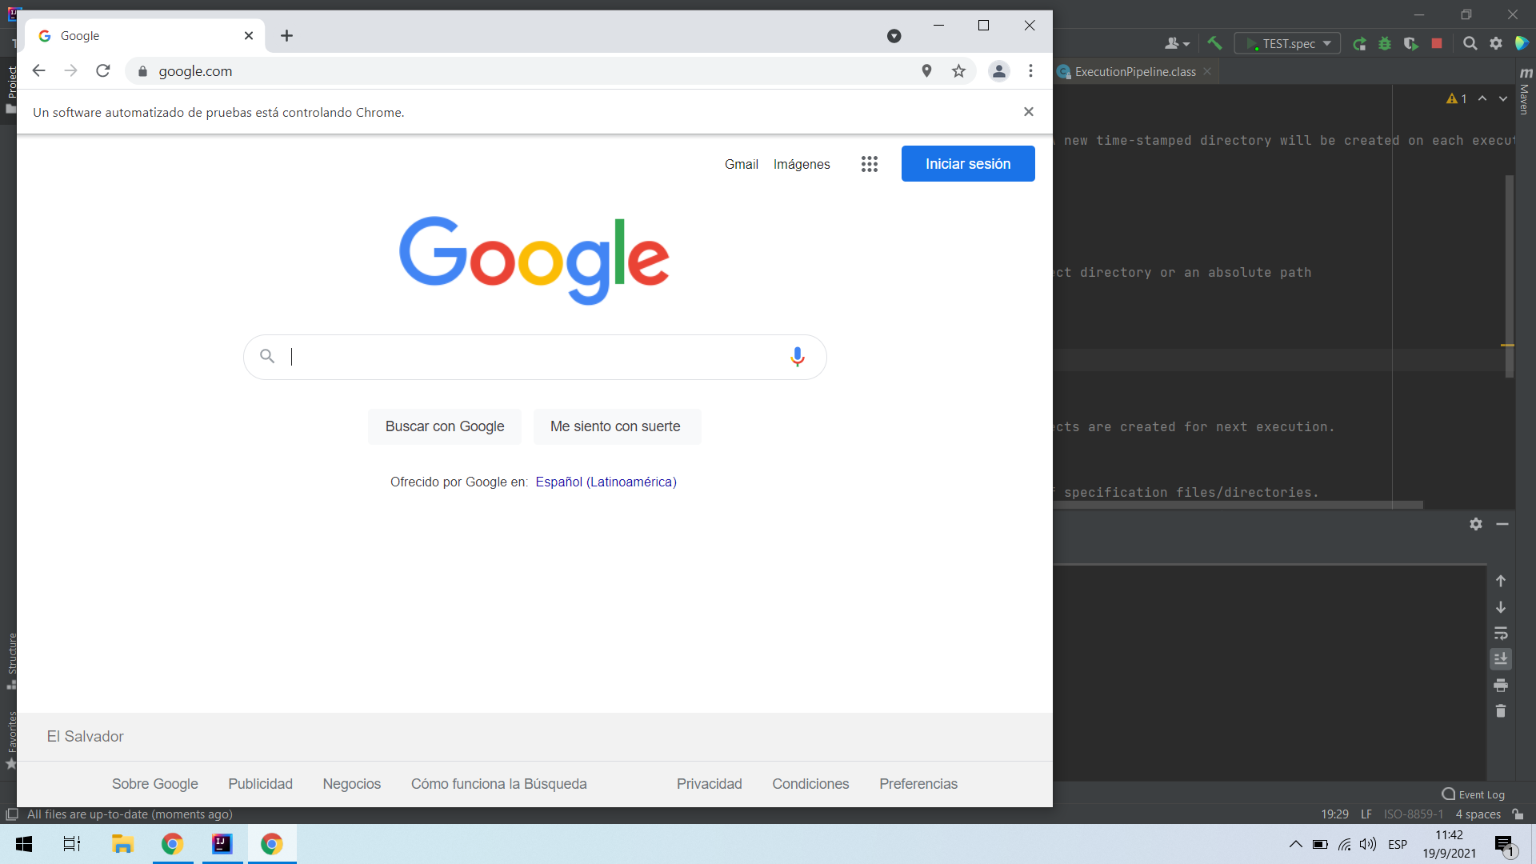 Google
google.com
Un software automatizado de pruebas está controlando Chrome.
Gmail Imágenes Iniciar sesión
Google
Buscar con Google Me siento con suerte
Ofrecido por Google en: Español (Latinoamérica)
El Salvador
Sobre Google Publicidad Negocios Cómo funciona la Búsqueda Privacidad Condiciones Preferencias
TEST.spec
ExecutionPipeline.class
1
new time-stamped directory will be created on each execut
ct directory or an absolute path
cts are created for next execution.
specification files/directories.
Project
Structure
Favorites
m
Maven
Event Log
All files are up-to-date (moments ago)
19:29 LF ISO-8859-1 4 spaces
ESP
11:42
19/9/2021
1